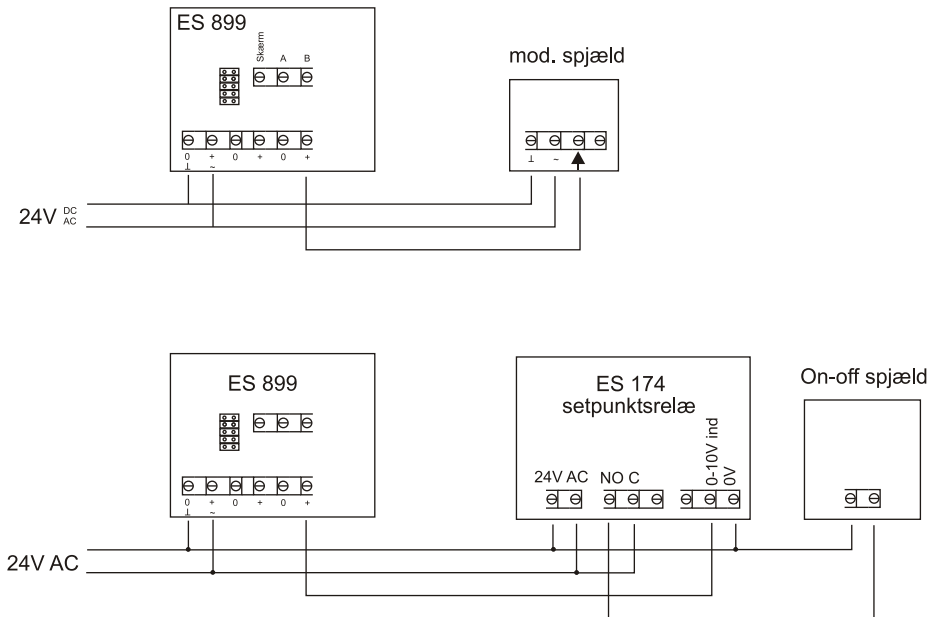 ES 899
Skærm A B
0 + 0 + 0 +
⊥ ~
mod. spjæld
⊥ ~
24V DC
AC
ES 899
0 + 0 + 0 +
⊥ ~
24V AC
ES 174
setpunktsrelæ
24V AC NO C 0-10V ind 0V
On-off spjæld